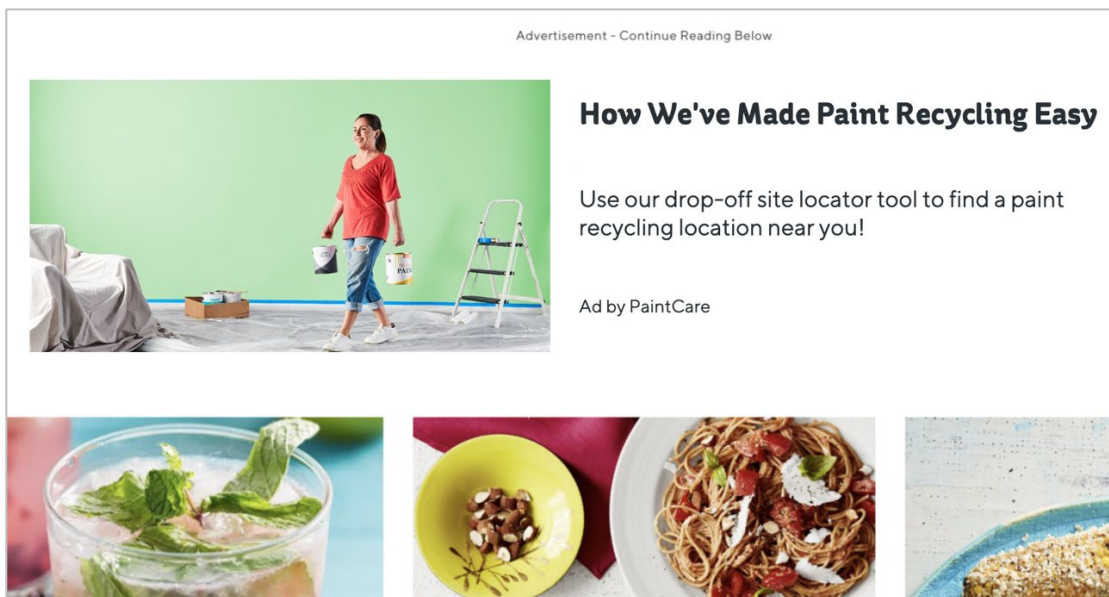 Advertisement - Continue Reading Below
How We've Made Paint Recycling Easy
Use our drop-off site locator tool to find a paint
recycling location near you!
Ad by PaintCare